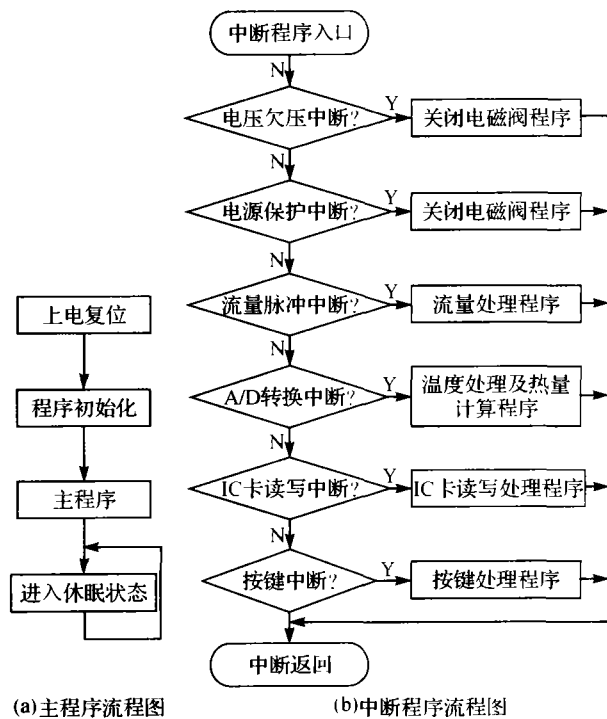 中断程序入口
N
电压欠压中断?
Y
关闭电磁阀程序
N
电源保护中断?
Y
关闭电磁阀程序
N
流量脉冲中断?
Y
流量处理程序
N
A/D转换中断?
Y
温度处理及热量
计算程序
N
IC卡读写中断?
Y
IC卡读写处理程序
N
按键中断?
Y
按键处理程序
中断返回
上电复位
程序初始化
主程序
进入休眠状态
(a)主程序流程图
(b)中断程序流程图